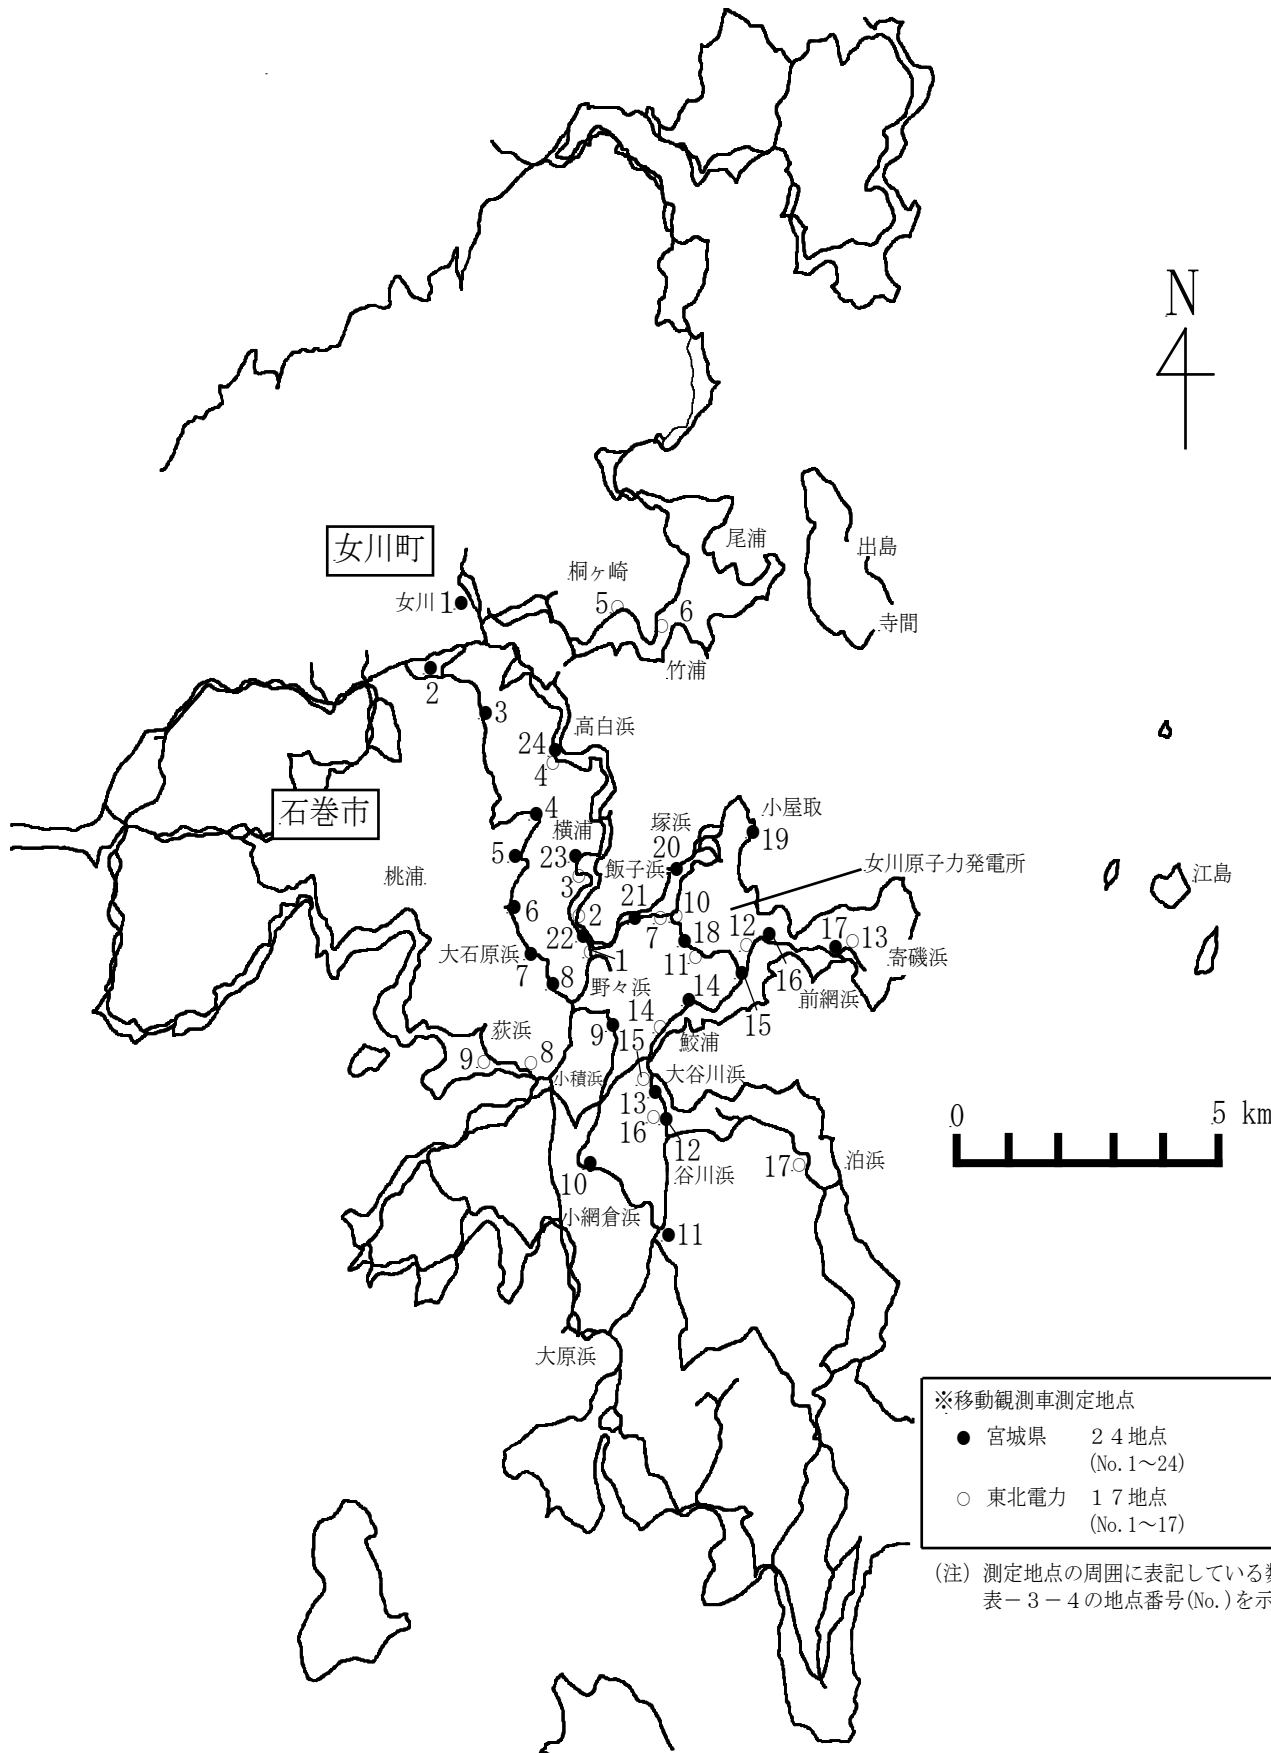 N
女川町
尾浦
出島
桐ヶ崎
女川 1
5
6
寺間
竹浦
2
3
高白浜
24
4
石巻市
4
小屋取
横浦
塚浜
19
5
23
20
飯子浜
女川原子力発電所
桃浦
3
江島
21
10
6
2
7
12
17
13
22
18
大石原浜
1
11
16
寄磯浜
7
8
野々浜
14
前網浜
15
14
9
鮫浦
荻浜
15
9
8
小積浜
大谷川浜
13
0
5 km
16
12
10
谷川浜
17
泊浜
小網倉浜
11
大原浜
※移動観測車測定地点
● 宮城県 24地点
(No.1～24)
○ 東北電力 17地点
(No.1～17)
(注) 測定地点の周囲に表記している
表－3－4の地点番号(No.)を示